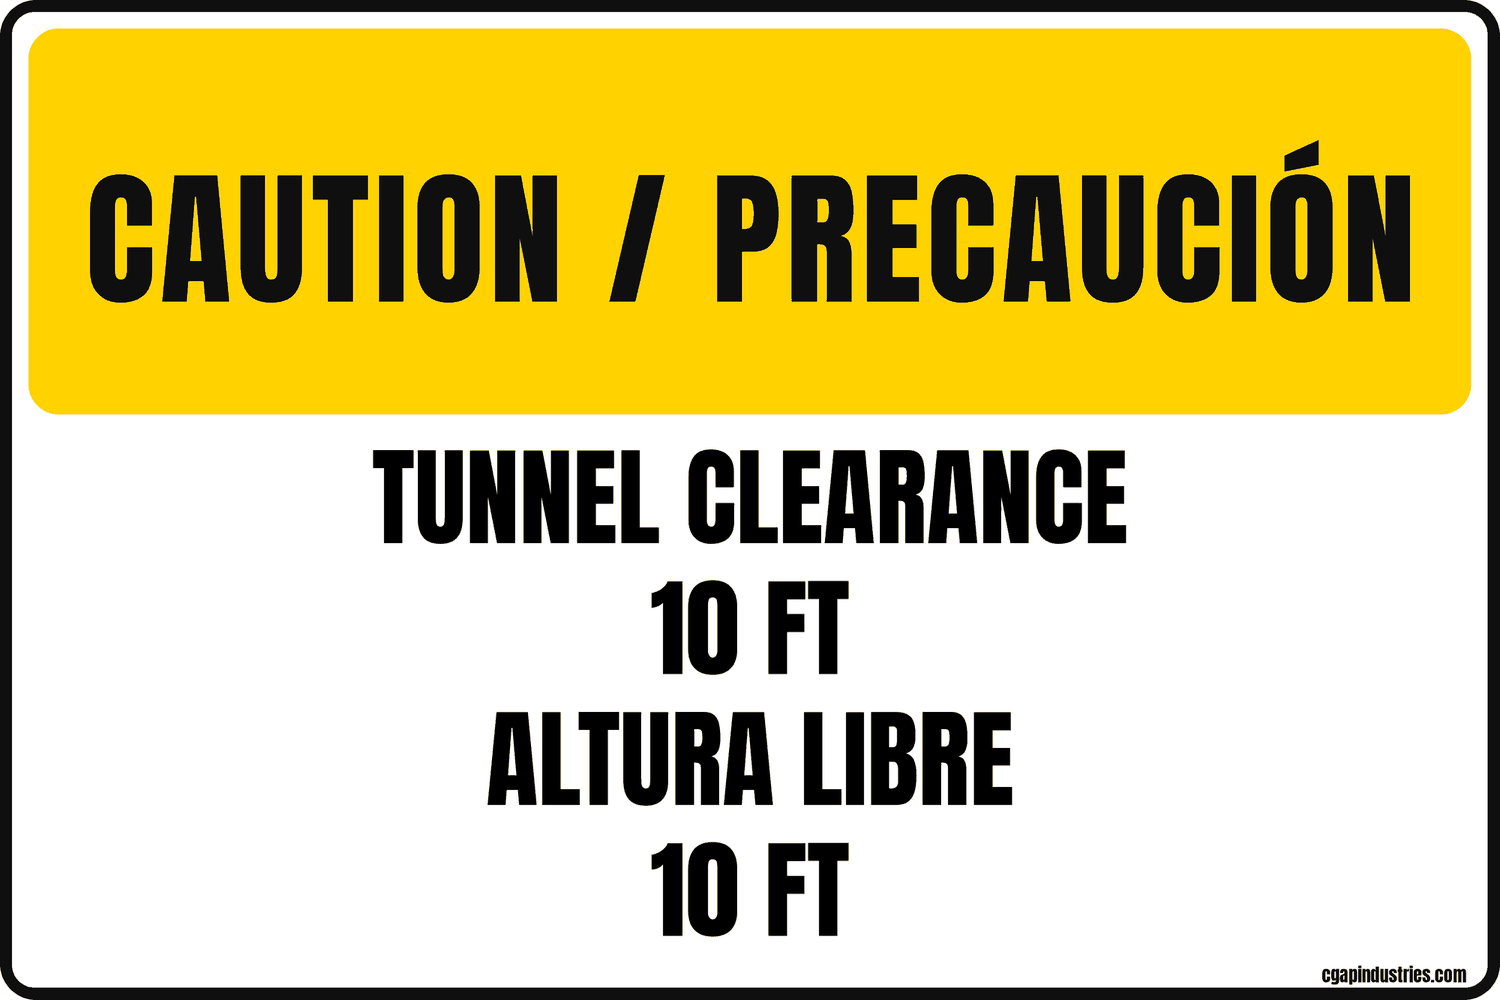 CAUTION / PRECAUCIÓN
TUNNEL CLEARANCE
10 FT
ALTURA LIBRE
10 FT
cgapindustries.com